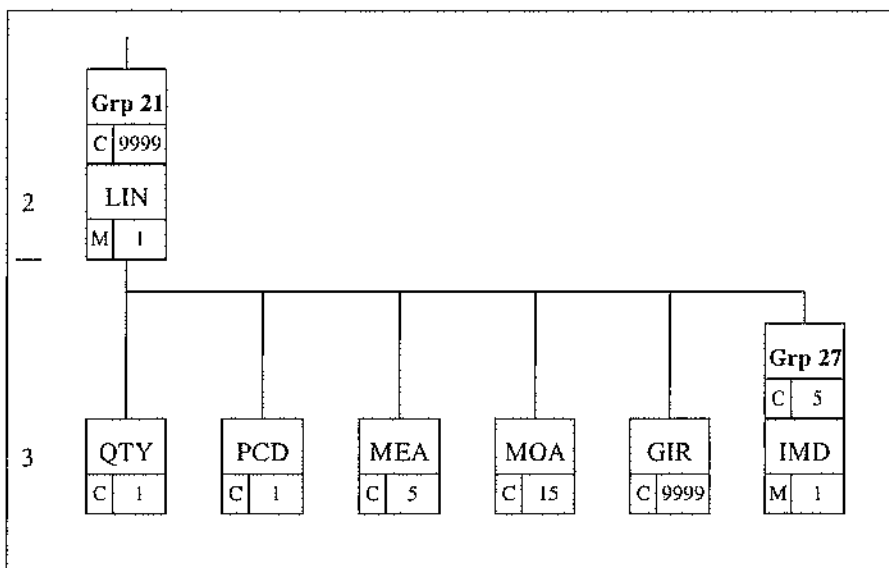 Grp 21
C 9999
2 LIN
M 1
Grp 27
C 5
3 QTY PCD MEA MOA GIR IMD
C 1 C 1 C 5 C 15 C 9999 M 1